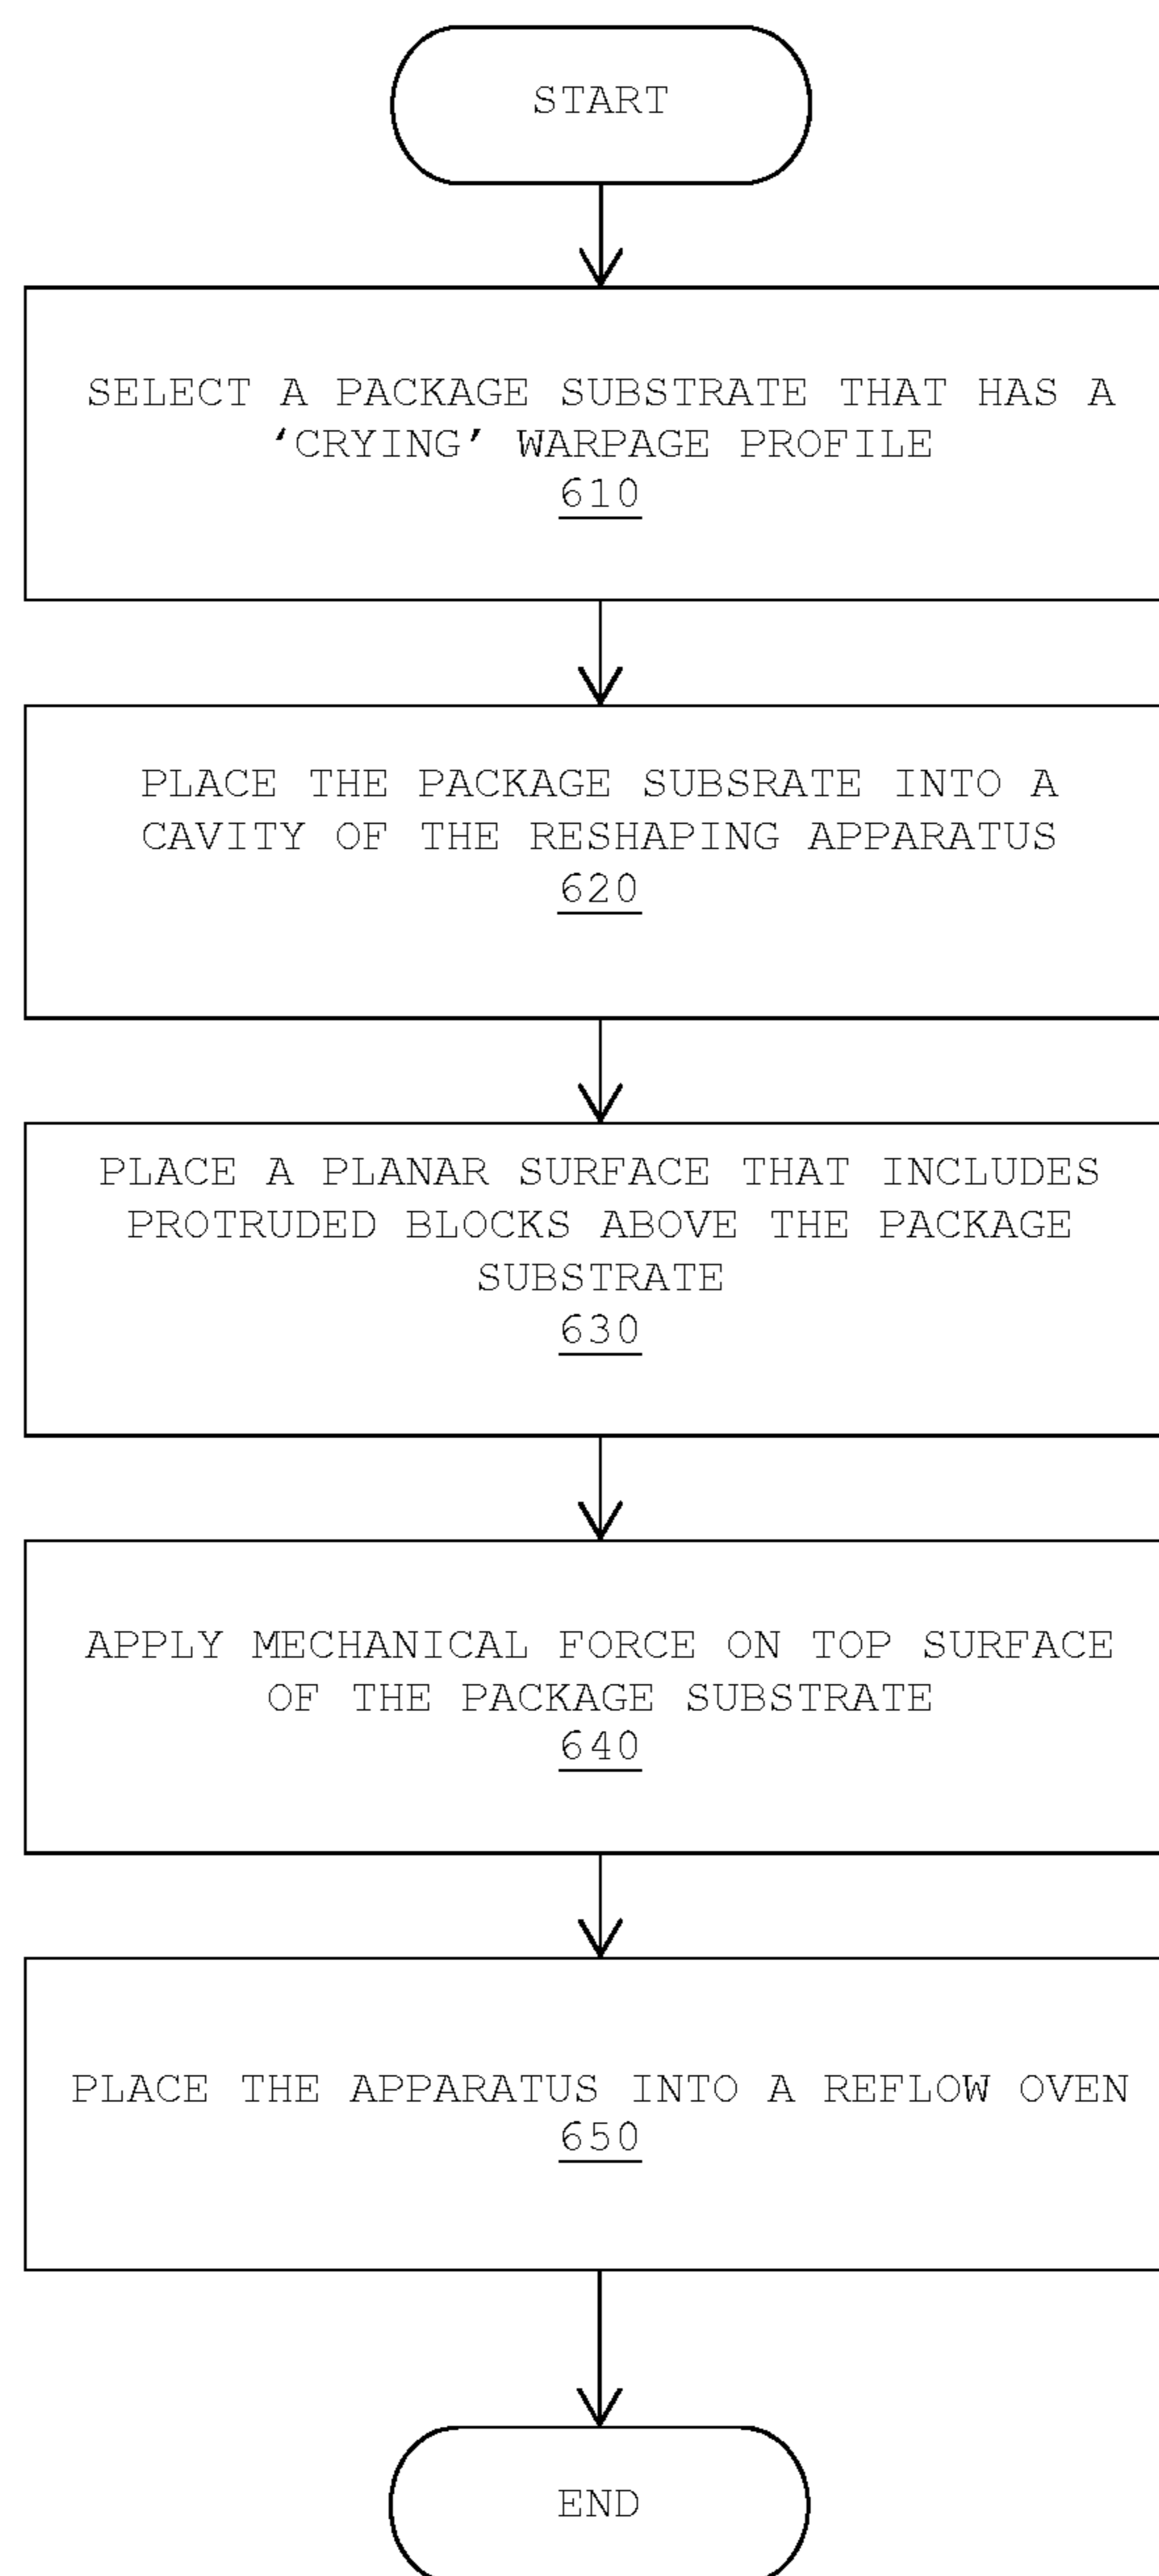 START
SELECT A PACKAGE SUBSTRATE THAT HAS A
‘CRYING’ WARPAGE PROFILE
610
PLACE THE PACKAGE SUBSRATE INTO A
CAVITY OF THE RESHAPING APPARATUS
620
PLACE A PLANAR SURFACE THAT INCLUDES
PROTRUDED BLOCKS ABOVE THE PACKAGE
SUBSTRATE
630
APPLY MECHANICAL FORCE ON TOP SURFACE
OF THE PACKAGE SUBSTRATE
640
PLACE THE APPARATUS INTO A REFLOW OVEN
650
END